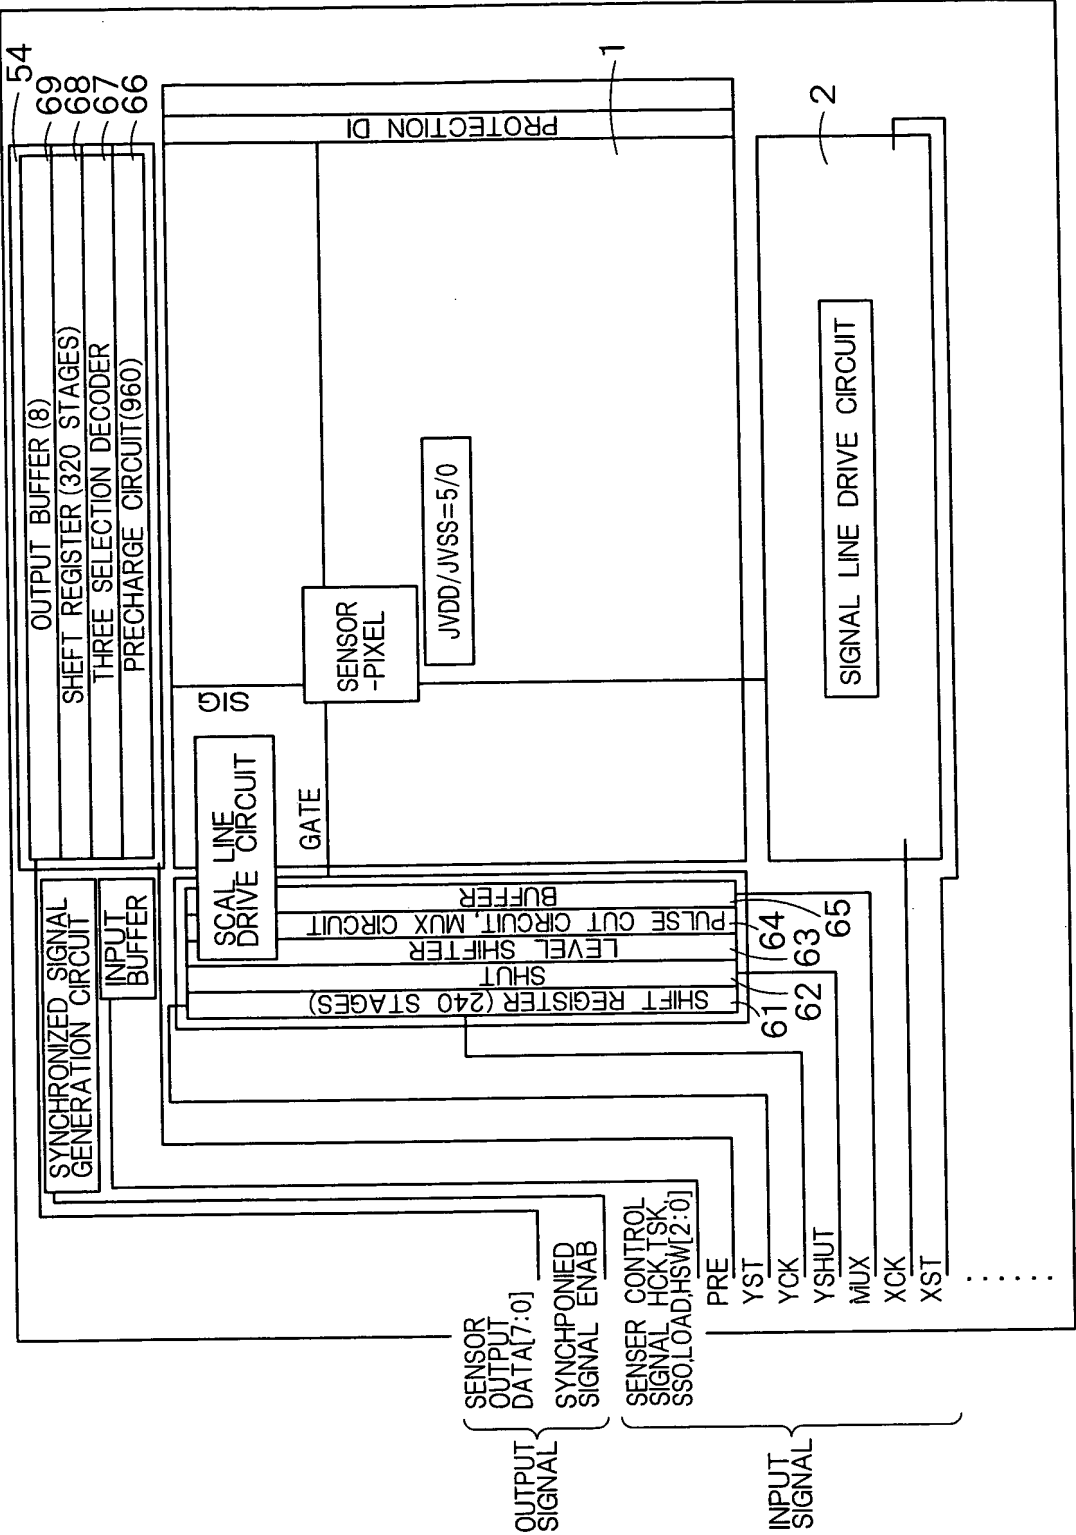 54
69
68
67
66
OUTPUT BUFFER (8)
SHEFT REGISTER (320 STAGES)
THREE SELECTION DECODER
PRECHARGE CIRCUIT(960)
SYNCHRONIZED SIGNAL
GENERATION CIRCUIT
INPUT
BUFFER
SCAL LINE
DRIVE CIRCUIT
SIG
GATE
SENSOR
-PIXEL
JVDD/JVSS=5/0
PROTECTION DI
1
BUFFER
PULSE CUT CIRCUIT, MUX CIRCUIT
LEVEL SHIFTER
SHUT
SHIFT REGISTER (240 STAGES)
61
62
63
64
65
2
SIGNAL LINE DRIVE CIRCUIT
OUTPUT
SIGNAL
SENSOR
OUTPUT
DATA[7:0]
SYNCHPONIED
SIGNAL ENAB
INPUT
SIGNAL
SENSER CONTROL
SIGNAL HCK,TSK,
SSO,LOAD,HSW[2:0]
PRE
YST
YCK
YSHUT
MUX
XCK
XST
......